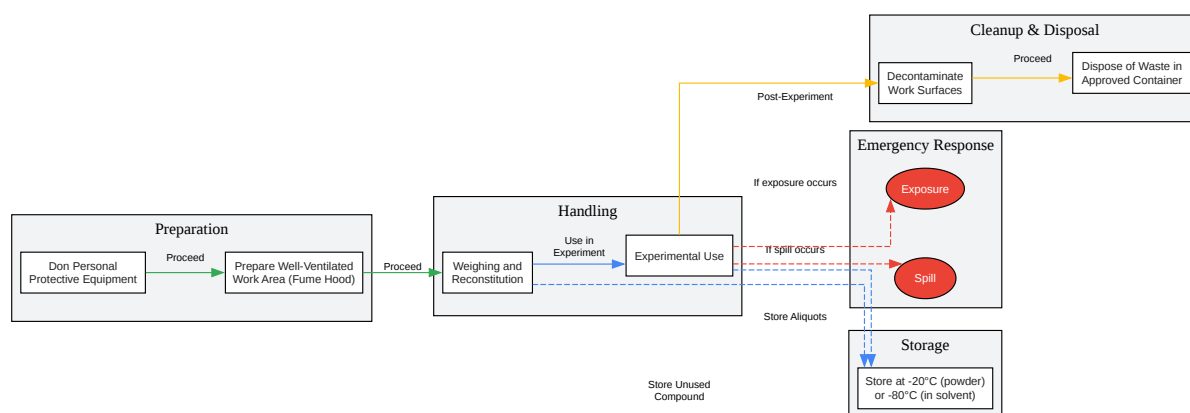 Cleanup & Disposal
Decontaminate
Work Surfaces
Proceed
Dispose of Waste in
Approved Container
Post-Experiment
Emergency Response
If exposure occurs
Exposure
Handling
Preparation
Use in
Experiment
If spill occurs
Don Personal
Protective Equipment
Proceed
Prepare Well-Ventilated
Work Area (Fume Hood)
Proceed
Weighing and
Reconstitution
Experimental Use
Spill
Store Aliquots
Storage
Store at -20°C (powder)
or -80°C (in solvent)
Store Unused
Compound